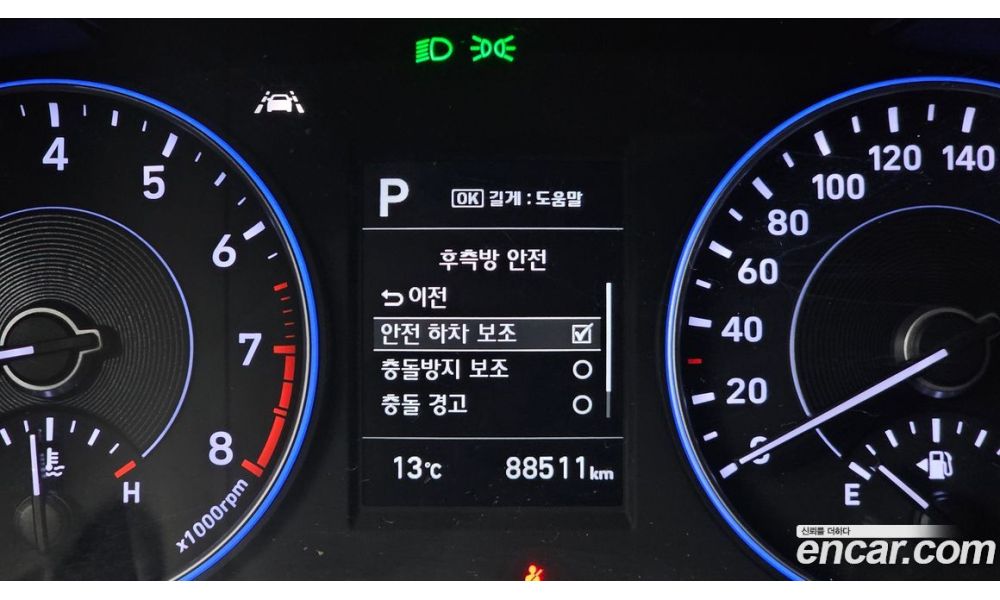 4
5
6
7
8
x1000rpm
H
P
OK 길게 : 도움말
후측방 안전
이전
안전 하차 보조
충돌방지 보조
충돌 경고
13℃ 88511km
0
20
40
60
80
100
120
140
E
신뢰를 더하다
encar.com